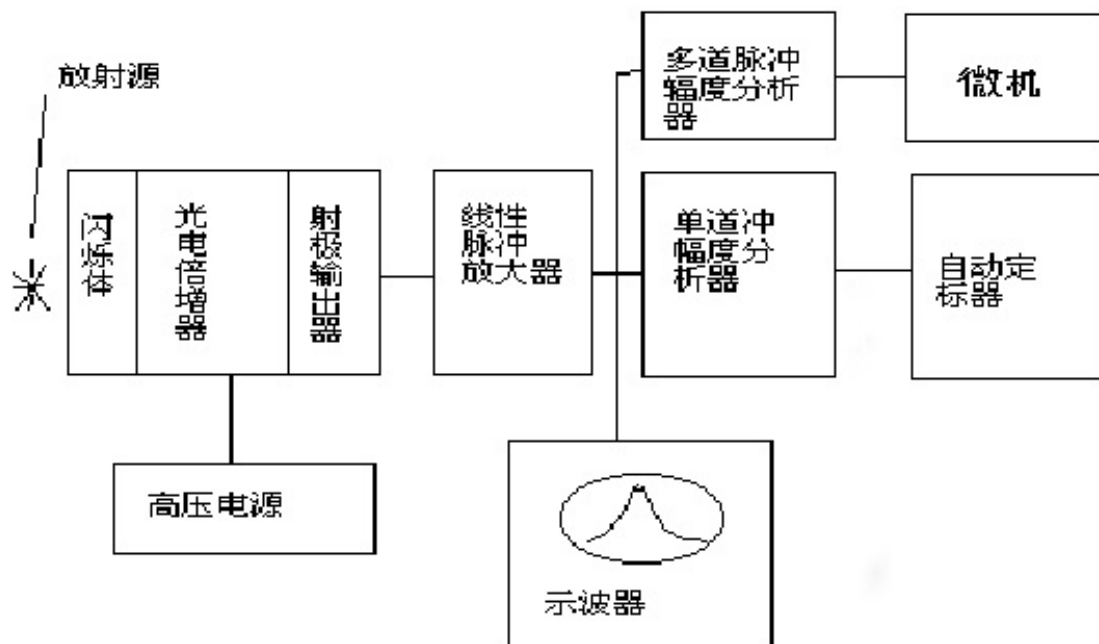 放射源
闪烁体
光电倍增器
射极输出器
高压电源
线性
脉冲
放大器
多道脉冲
辐度分析
器
微机
单道冲
幅度分
析器
自动定
标器
示波器